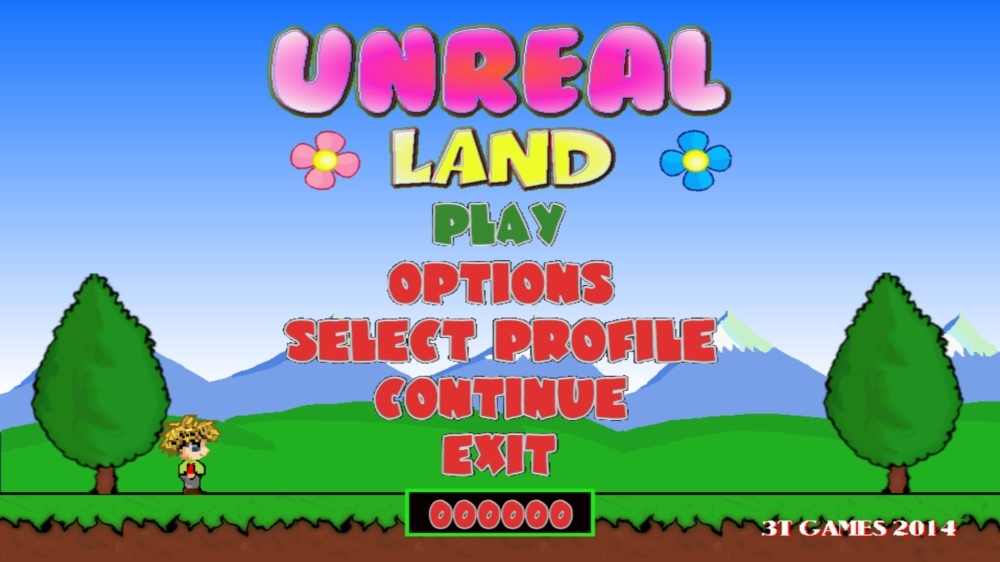 UNREAL
LAND
PLAY
OPTIONS
SELECT PROFILE
CONTINUE
EXIT
000000
3T GAMES 2014